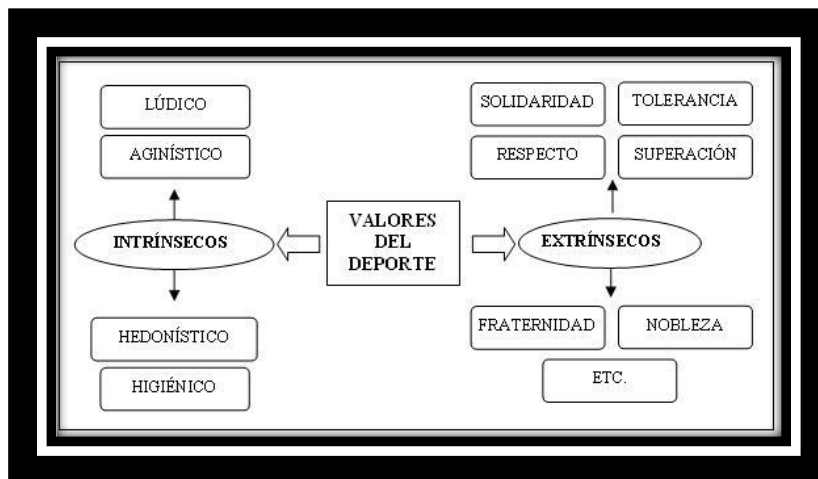 LÚDICO
AGINÍSTICO
INTRÍNSECOS
HEDONÍSTICO
HIGIÉNICO
VALORES
DEL
DEPORTE
SOLIDARIDAD
TOLERANCIA
RESPECTO
SUPERACIÓN
EXTRÍNSECOS
FRATERNIDAD
NOBLEZA
ETC.